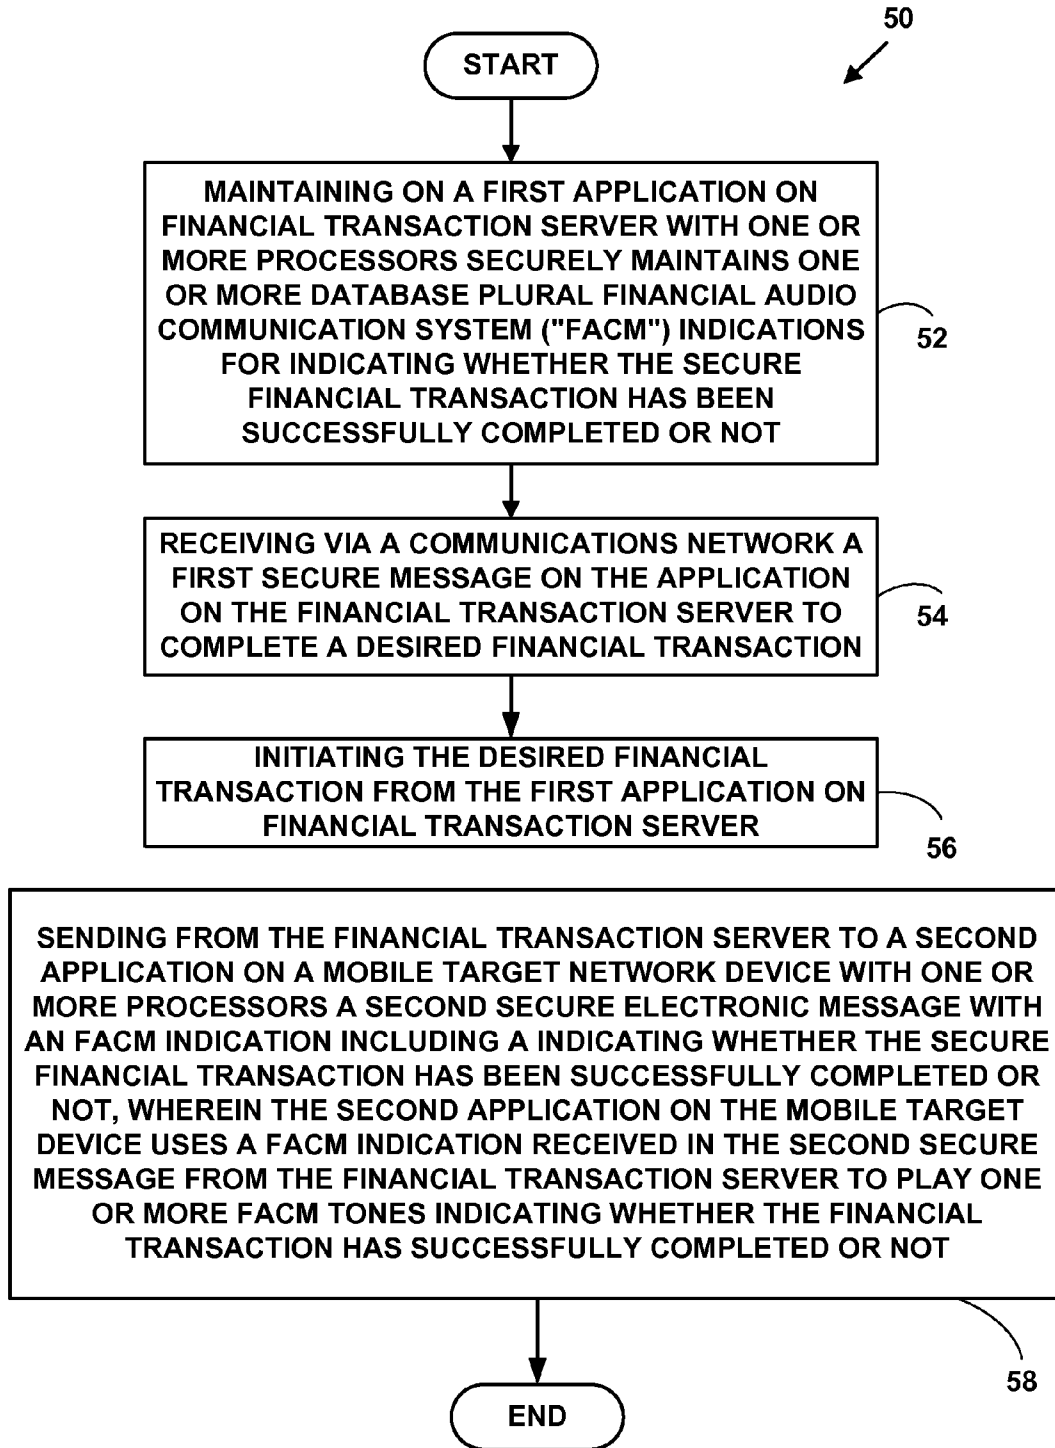 50
START
MAINTAINING ON A FIRST APPLICATION ON
FINANCIAL TRANSACTION SERVER WITH ONE OR
MORE PROCESSORS SECURELY MAINTAINS ONE
OR MORE DATABASE PLURAL FINANCIAL AUDIO
COMMUNICATION SYSTEM ("FACM") INDICATIONS
FOR INDICATING WHETHER THE SECURE
FINANCIAL TRANSACTION HAS BEEN
SUCCESSFULLY COMPLETED OR NOT
52
RECEIVING VIA A COMMUNICATIONS NETWORK A
FIRST SECURE MESSAGE ON THE APPLICATION
ON THE FINANCIAL TRANSACTION SERVER TO
COMPLETE A DESIRED FINANCIAL TRANSACTION
54
INITIATING THE DESIRED FINANCIAL
TRANSACTION FROM THE FIRST APPLICATION ON
FINANCIAL TRANSACTION SERVER
56
SENDING FROM THE FINANCIAL TRANSACTION SERVER TO A SECOND
APPLICATION ON A MOBILE TARGET NETWORK DEVICE WITH ONE OR
MORE PROCESSORS A SECOND SECURE ELECTRONIC MESSAGE WITH
AN FACM INDICATION INCLUDING A INDICATING WHETHER THE SECURE
FINANCIAL TRANSACTION HAS BEEN SUCCESSFULLY COMPLETED OR
NOT, WHEREIN THE SECOND APPLICATION ON THE MOBILE TARGET
DEVICE USES A FACM INDICATION RECEIVED IN THE SECOND SECURE
MESSAGE FROM THE FINANCIAL TRANSACTION SERVER TO PLAY ONE
OR MORE FACM TONES INDICATING WHETHER THE FINANCIAL
TRANSACTION HAS SUCCESSFULLY COMPLETED OR NOT
58
END